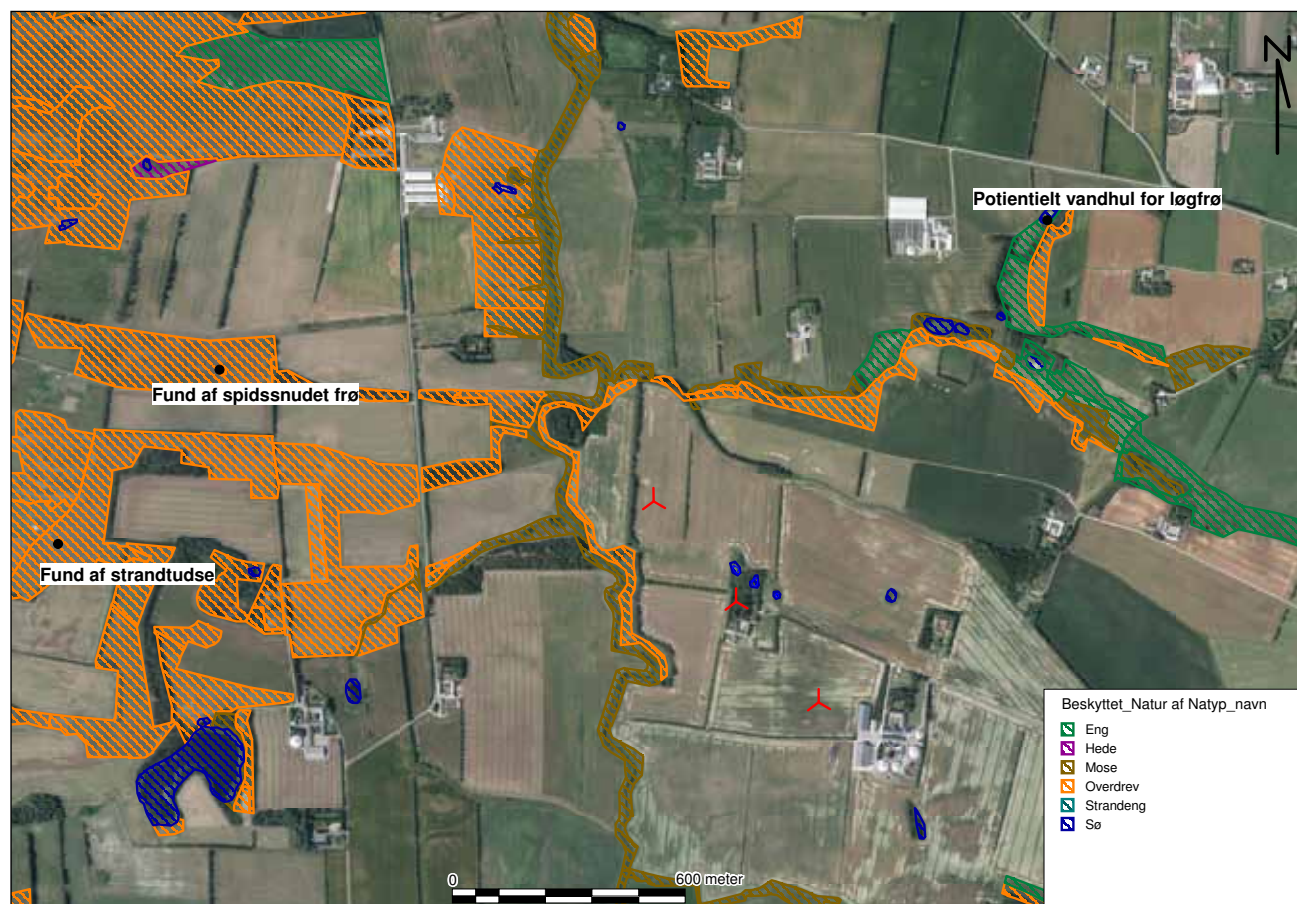 N
Potientielt vandhul for løgfrø
Fund af spidssnudet frø
Fund af strandtudse
Beskyttet_Natur af Natyp_navn
Eng
Hede
Mose
Overdrev
Strandeng
Sø
0 600 meter